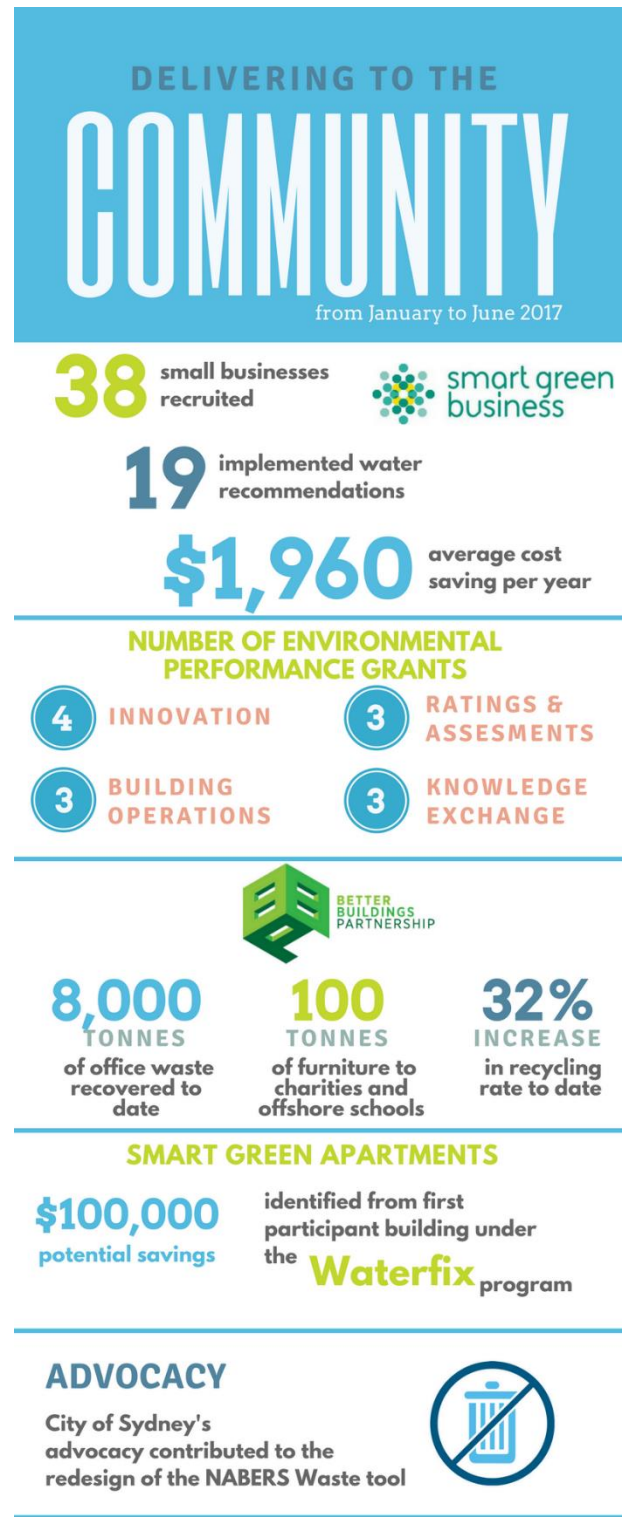 DELIVERING TO THE
COMMUNITY
from January to June 2017
38
small businesses
recruited
smart green
business
19
implemented water
recommendations
$1,960
average cost
saving per year
NUMBER OF ENVIRONMENTAL
PERFORMANCE GRANTS
4
INNOVATION
3
RATINGS &
ASSESMENTS
3
BUILDING
OPERATIONS
3
KNOWLEDGE
EXCHANGE
BETTER
BUILDINGS
PARTNERSHIP
8,000
TONNES
of office waste
recovered to
date
100
TONNES
of furniture to
charities and
offshore schools
32%
INCREASE
in recycling
rate to date
SMART GREEN APARTMENTS
$100,000
potential savings
identified from first
participant building under
the Waterfix program
ADVOCACY
City of Sydney's
advocacy contributed to the
redesign of the NABERS Waste tool